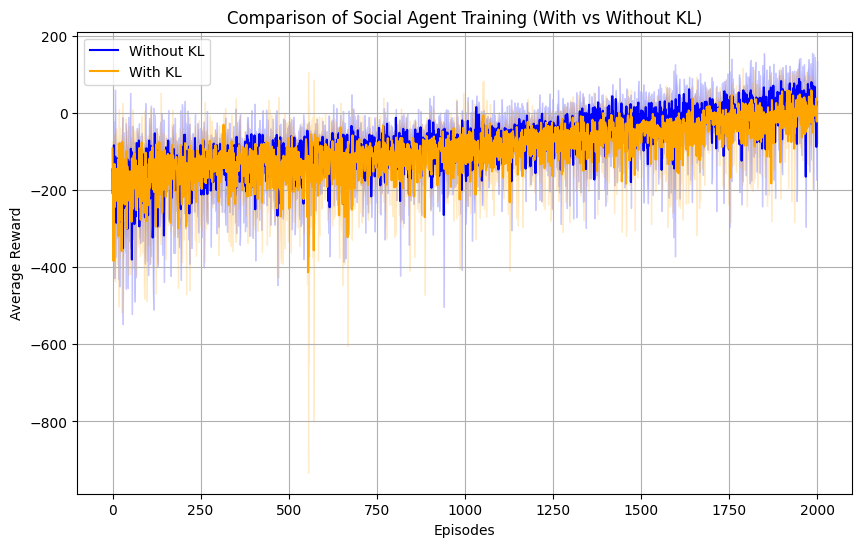 Comparison of Social Agent Training (With vs Without KL)
Without KL
With KL
200
0
−200
−400
−600
−800
Average Reward
0 250 500 750 1000 1250 1500 1750 2000
Episodes